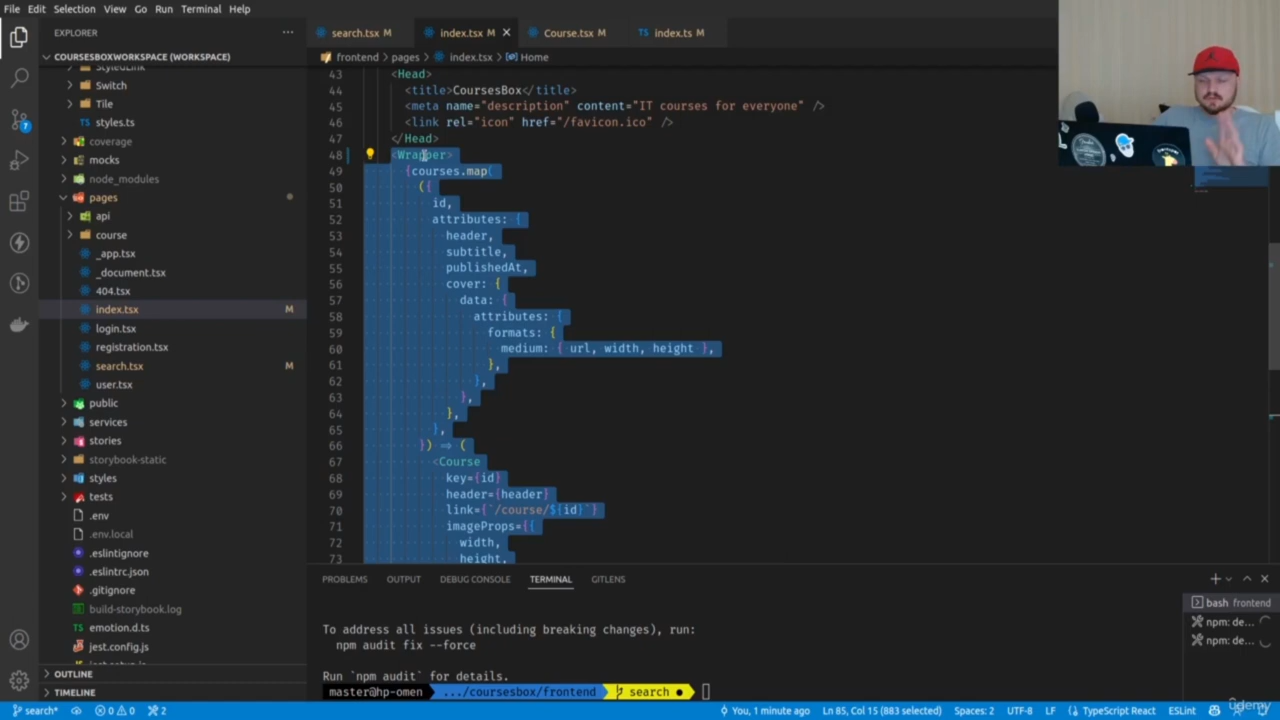 File Edit Selection View Go Run Terminal Help
EXPLORER
COURSESBOXWORKSPACE (WORKSPACE)
StyledLink
Switch
Tile
styles.ts
coverage
mocks
node_modules
pages
api
course
_app.tsx
_document.tsx
404.tsx
index.tsx M
login.tsx
registration.tsx
search.tsx M
user.tsx
public
services
stories
storybook-static
styles
tests
.env
.env.local
.eslintignore
.eslintrc.json
.gitignore
build-storybook.log
emotion.d.ts
jest.config.js
OUTLINE
TIMELINE
search.tsx M index.tsx M Course.tsx M index.ts M
frontend > pages > index.tsx > Home
43 <Head>
44 <title>CoursesBox</title>
45 <meta name="description" content="IT courses for everyone" />
46 <link rel="icon" href="/favicon.ico" />
47 </Head>
48 <Wrapper>
49 {courses.map(
50 ({
51 id,
52 attributes: {
53 header,
54 subtitle,
55 publishedAt,
56 cover: {
57 data: {
58 attributes: {
59 formats: {
60 medium: { url, width, height },
61 },
62 },
63 },
64 },
65 },
66 }) => (
67 <Course
68 key={id}
69 header={header}
70 link={`/course/${id}`}
71 imageProps={{
72 width,
73 height,
PROBLEMS OUTPUT DEBUG CONSOLE TERMINAL GITLENS
To address all issues (including breaking changes), run:
npm audit fix --force
Run `npm audit` for details.
master@hp-omen .../coursesbox/frontend search ●
bash frontend
npm: de...
npm: de...
search* 0 0 2 You, 1 minute ago Ln 85, Col 15 (883 selected) Spaces: 2 UTF-8 LF TypeScript React ESLint
udemy